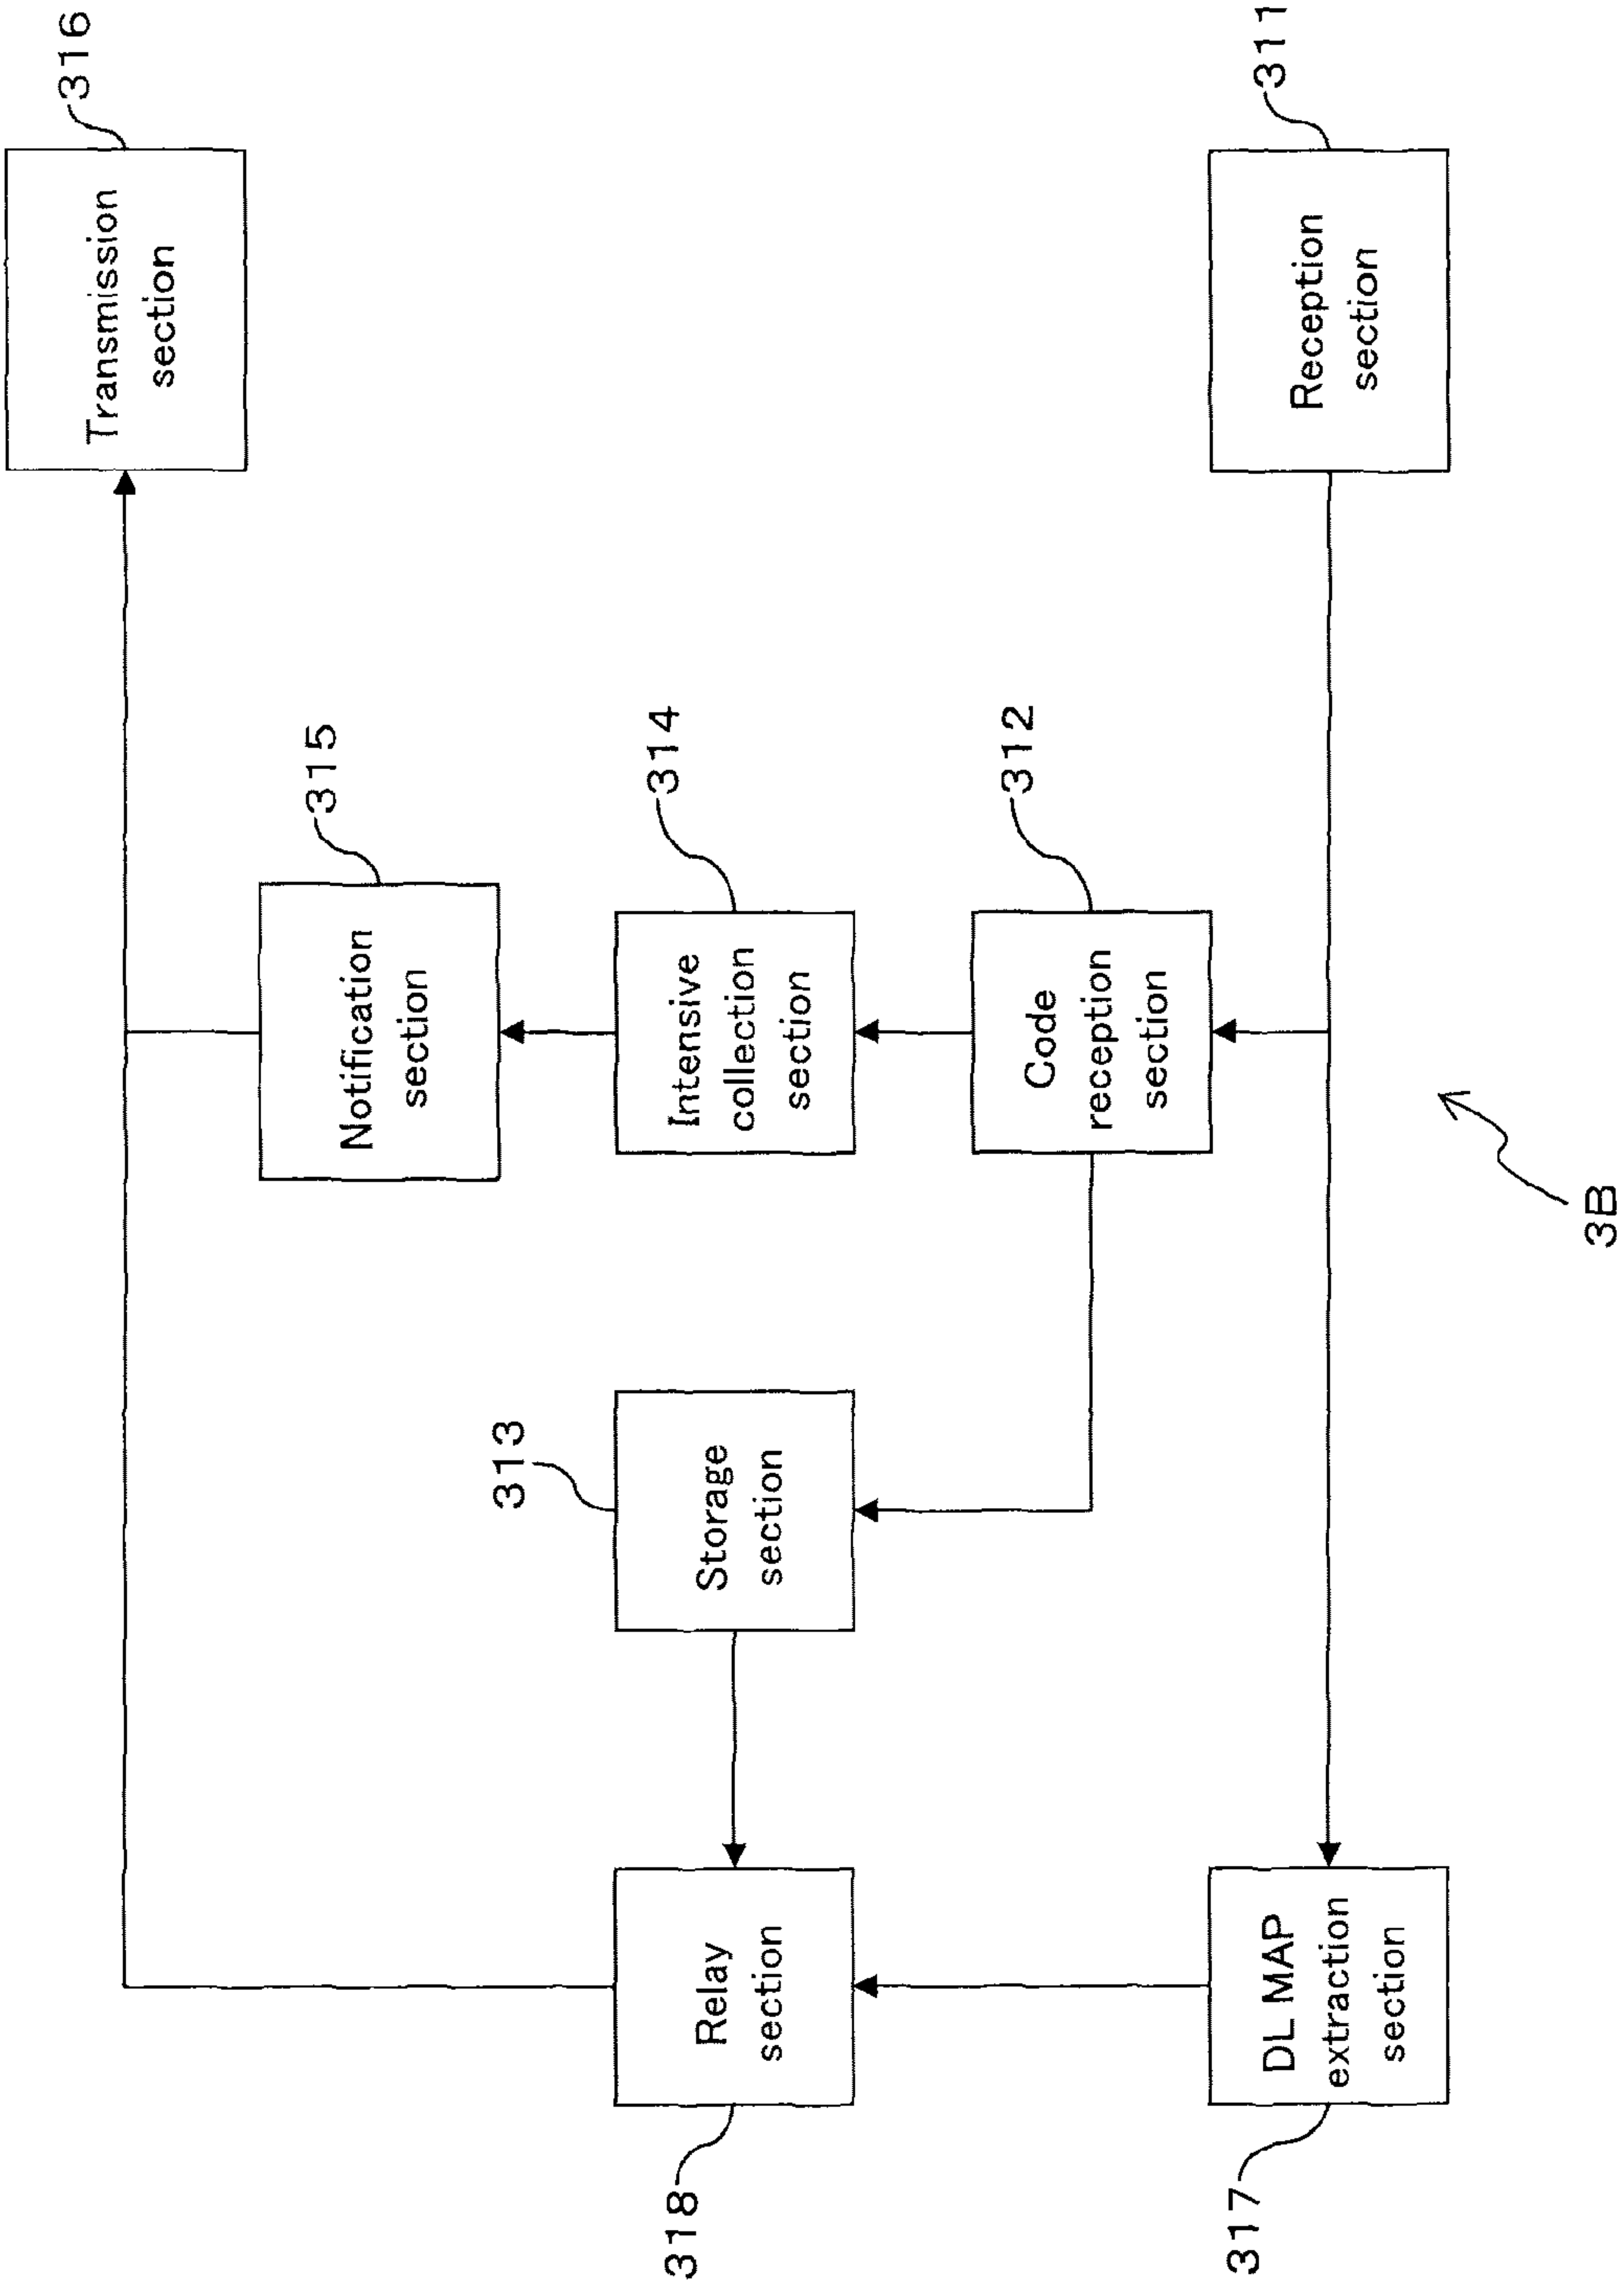 316
Transmission
section
315
Notification
section
313
318
Relay
section
Storage
section
314
Intensive
collection
section
312
Code
reception
section
317
DL MAP
extraction
section
311
Reception
section
3B